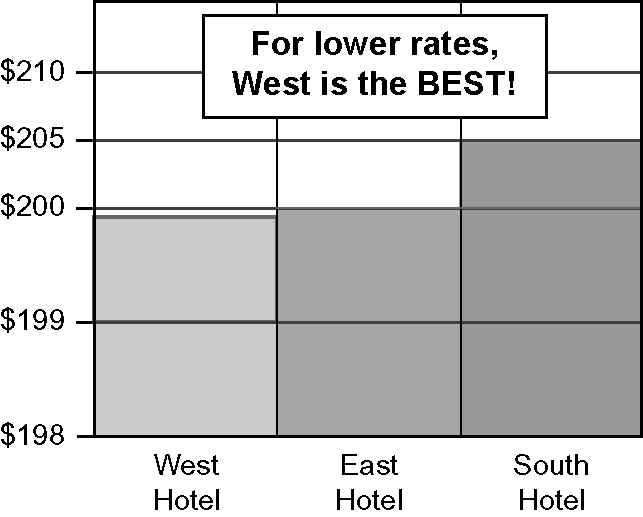 For lower rates,
West is the BEST!
$210
$205
$200
$199
$198
West
Hotel
East
Hotel
South
Hotel